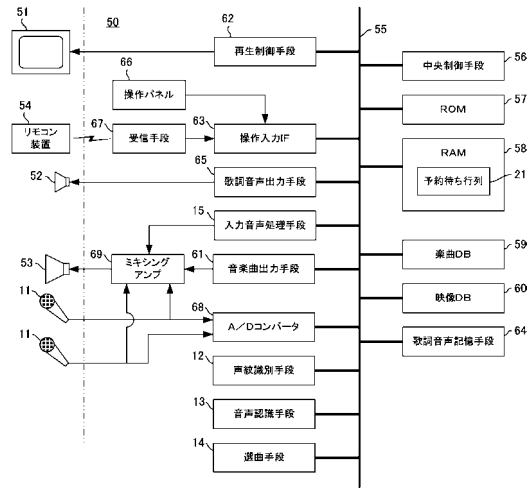 51
50
62
再生制御手段
55
66
操作パネル
56
中央制御手段
57
ROM
54
リモコン
装置
67
受信手段
63
操作入力IF
58
RAM
21
予約待ち行列
65
歌詞音声出力手段
52
15
入力音声処理手段
53
69
ミキシング
アンプ
61
音楽曲出力手段
59
楽曲DB
60
映像DB
64
歌詞音声記憶手段
11
68
A/Dコンバータ
11
12
声紋識別手段
13
音声認識手段
14
選曲手段